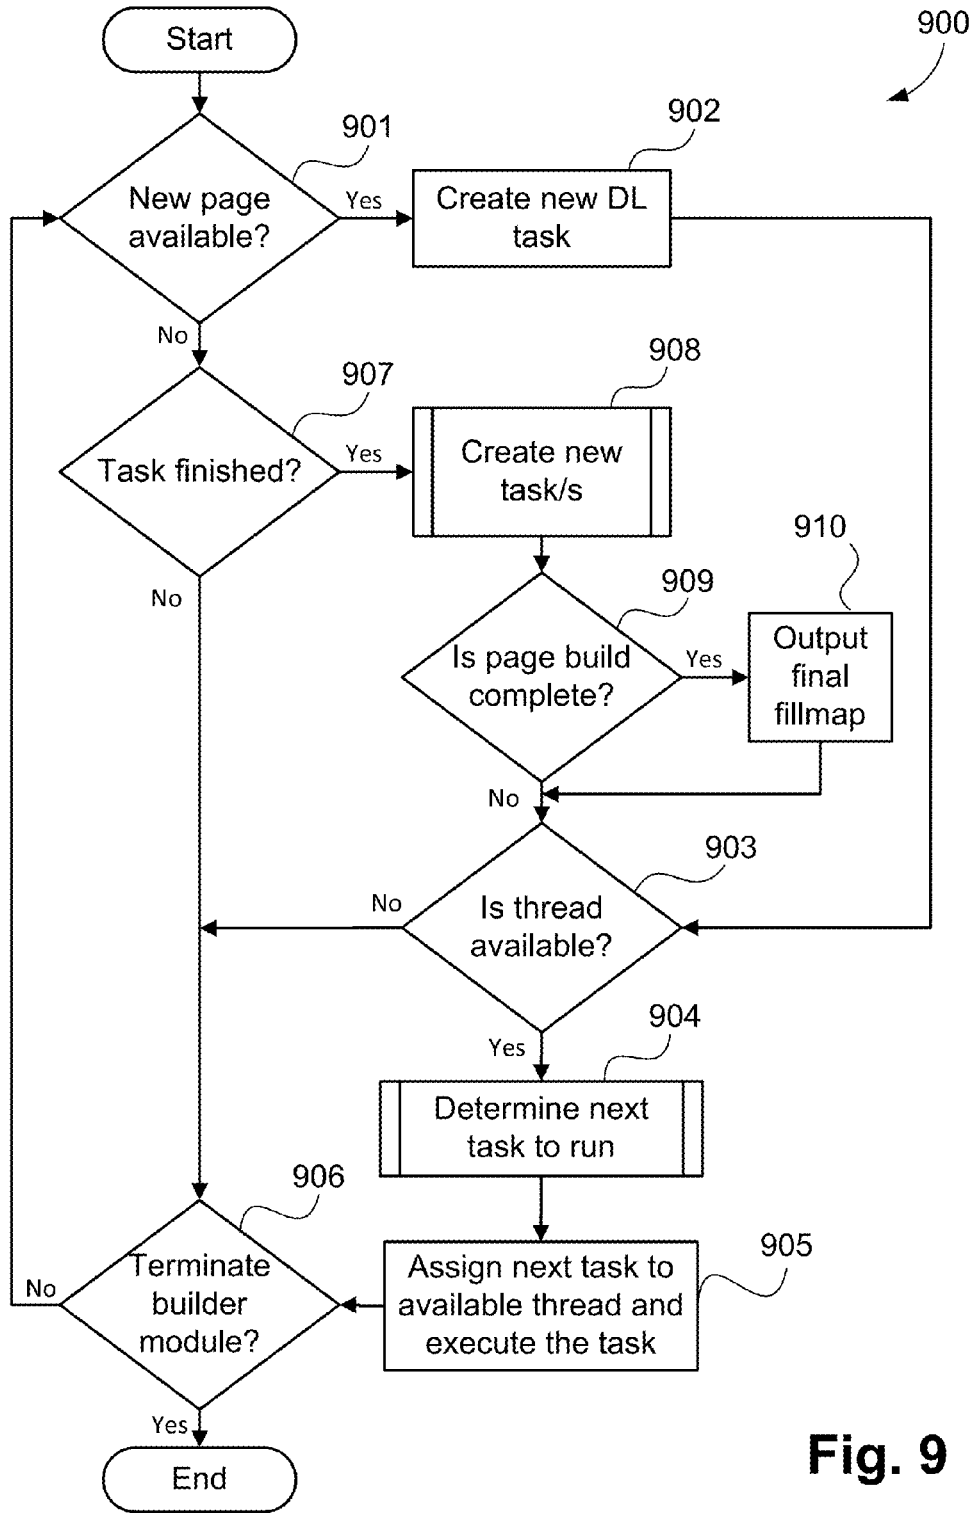 Start
900
901
902
New page
available?
Yes
Create new DL
task
No
907
908
Task finished?
Yes
Create new
task/s
910
No
909
Is page build
complete?
Yes
Output
final
fillmap
No
903
No
Is thread
available?
904
Yes
Determine next
task to run
906
905
Terminate
builder
module?
No
Assign next task to
available thread and
execute the task
Yes
End
Fig. 9